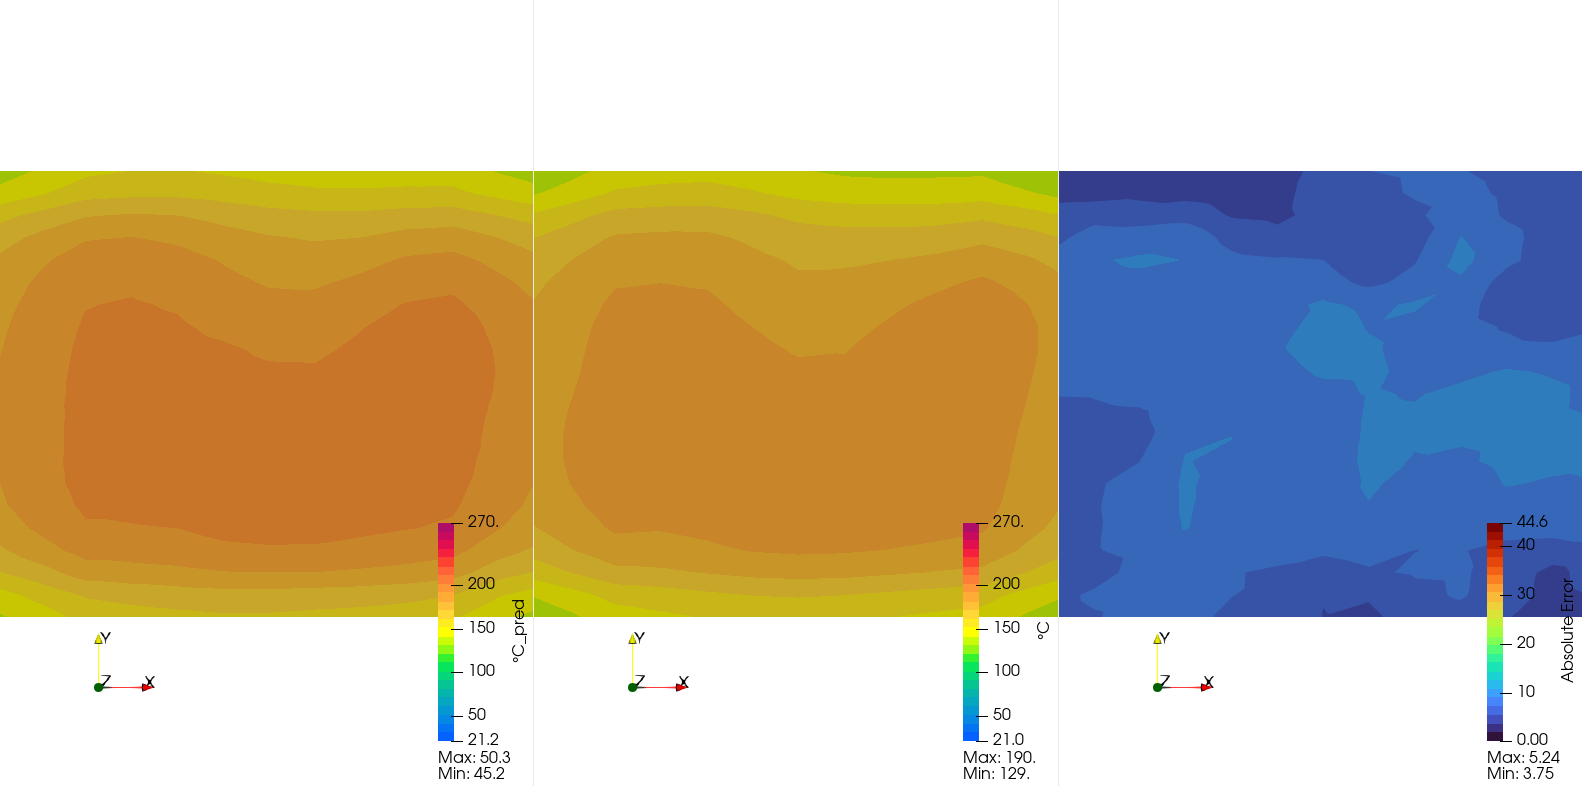 270.
200
150
100
50
21.2
°C_pred
Max: 50.3
Min: 45.2
Y
Z
X
270.
200
150
100
50
21.0
°C
Max: 190.
Min: 129.
Y
Z
X
44.6
40
30
20
10
0.00
Absolute Error
Max: 5.24
Min: 3.75
Y
Z
X